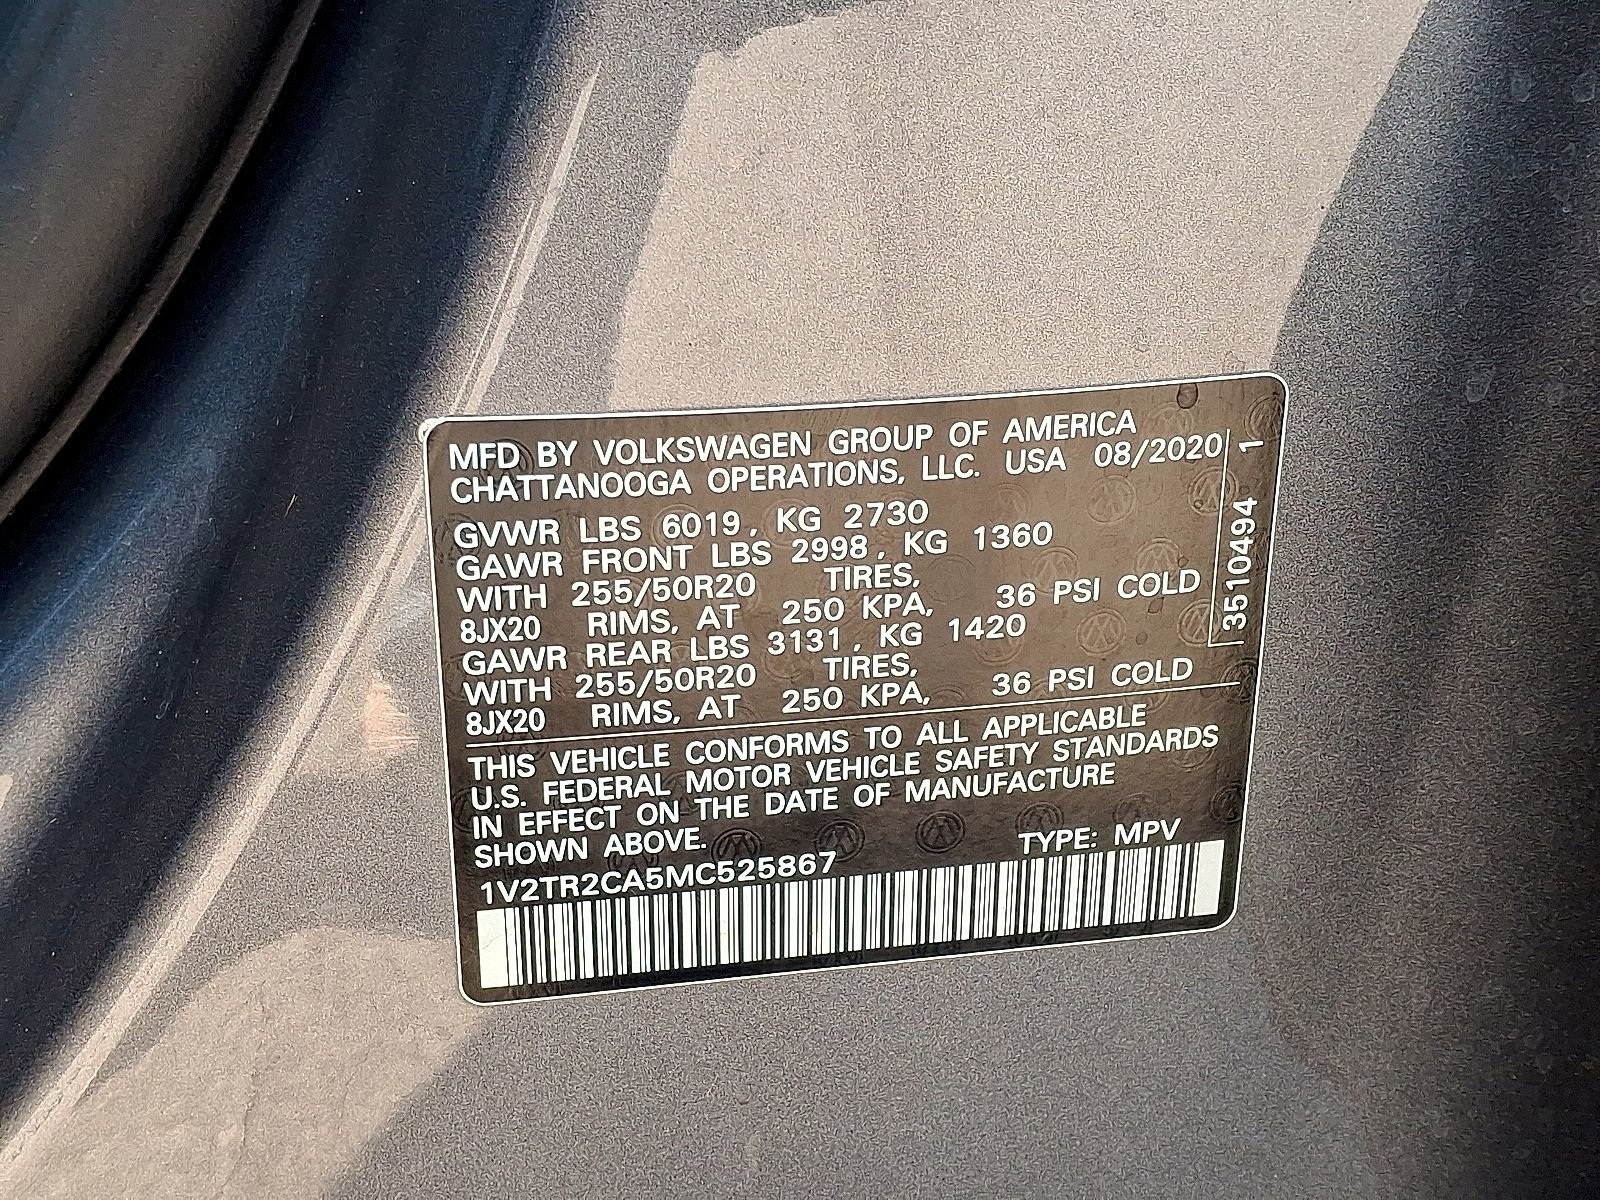 MFD BY VOLKSWAGEN GROUP OF AMERICA
CHATTANOOGA OPERATIONS, LLC. USA 08/2020
GVWR LBS 6019, KG 2730
GAWR FRONT LBS 2998, KG 1360
WITH 255/50R20 TIRES,
8JX20 RIMS, AT 250 KPA, 36 PSI COLD
GAWR REAR LBS 3131, KG 1420
WITH 255/50R20 TIRES,
8JX20 RIMS, AT 250 KPA, 36 PSI COLD
3510494 1
THIS VEHICLE CONFORMS TO ALL APPLICABLE
U.S. FEDERAL MOTOR VEHICLE SAFETY STANDARDS
IN EFFECT ON THE DATE OF MANUFACTURE
SHOWN ABOVE.
TYPE: MPV
1V2TR2CA5MC525867